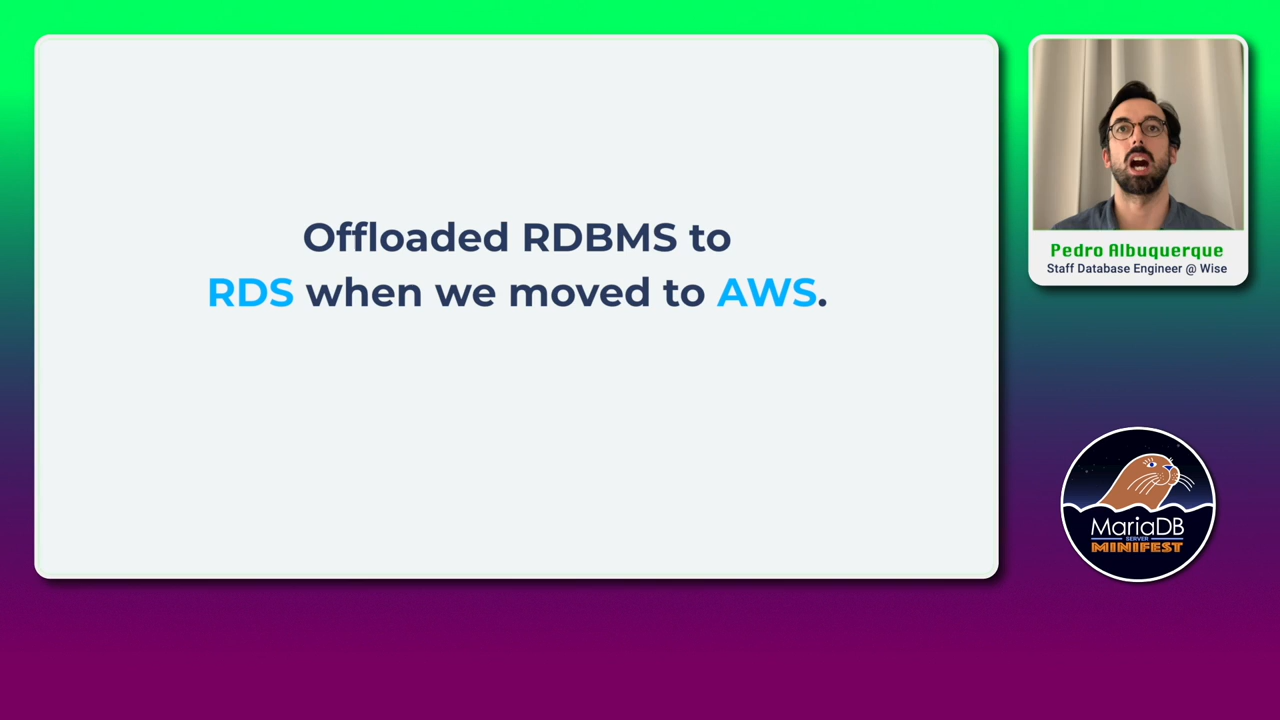 Offloaded RDBMS to
RDS when we moved to AWS.
Pedro Albuquerque
Staff Database Engineer @ Wise
MariaDB
SERVER
MINIFEST